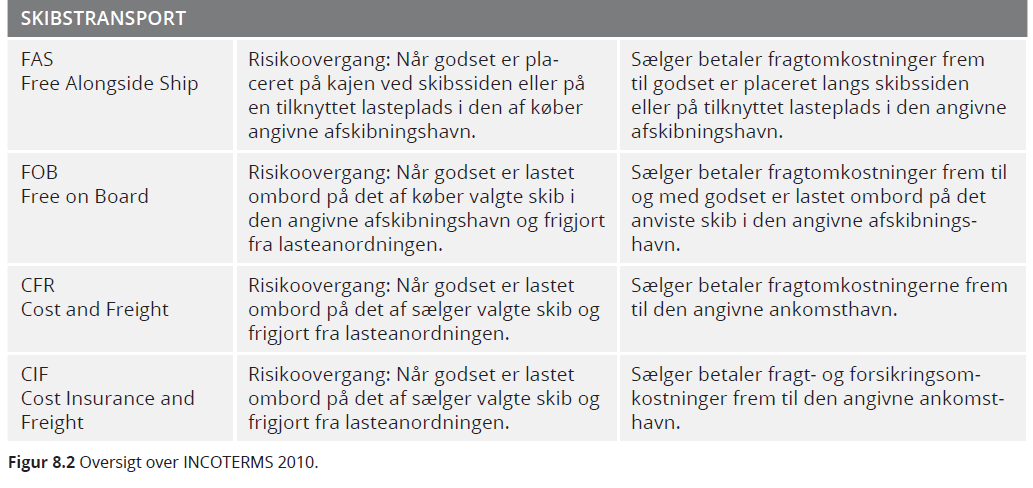 SKIBSTRANSPORT
FAS
Free Alongside Ship
Risikoovergang: Når godset er pla-
ceret på kajen ved skibssiden eller på
en tilknyttet lasteplads i den af køber
angivne afskibningshavn.
Sælger betaler fragtomkostninger frem
til godset er placeret langs skibssiden
eller på tilknyttet lasteplads i den angivne
afskibningshavn.
FOB
Free on Board
Risikoovergang: Når godset er lastet
ombord på det af køber valgte skib i
den angivne afskibningshavn og frigjort
fra lasteanordningen.
Sælger betaler fragtomkostninger frem til
og med godset er lastet ombord på det
anviste skib i den angivne afskibnings-
havn.
CFR
Cost and Freight
Risikoovergang: Når godset er lastet
ombord på det af sælger valgte skib og
frigjort fra lasteanordningen.
Sælger betaler fragtomkostningerne frem
til den angivne ankomsthavn.
CIF
Cost Insurance and
Freight
Risikoovergang: Når godset er lastet
ombord på det af sælger valgte skib og
frigjort fra lasteanordningen.
Sælger betaler fragt- og forsikringsom-
kostninger frem til den angivne ankomst-
havn.
Figur 8.2 Oversigt over INCOTERMS 2010.